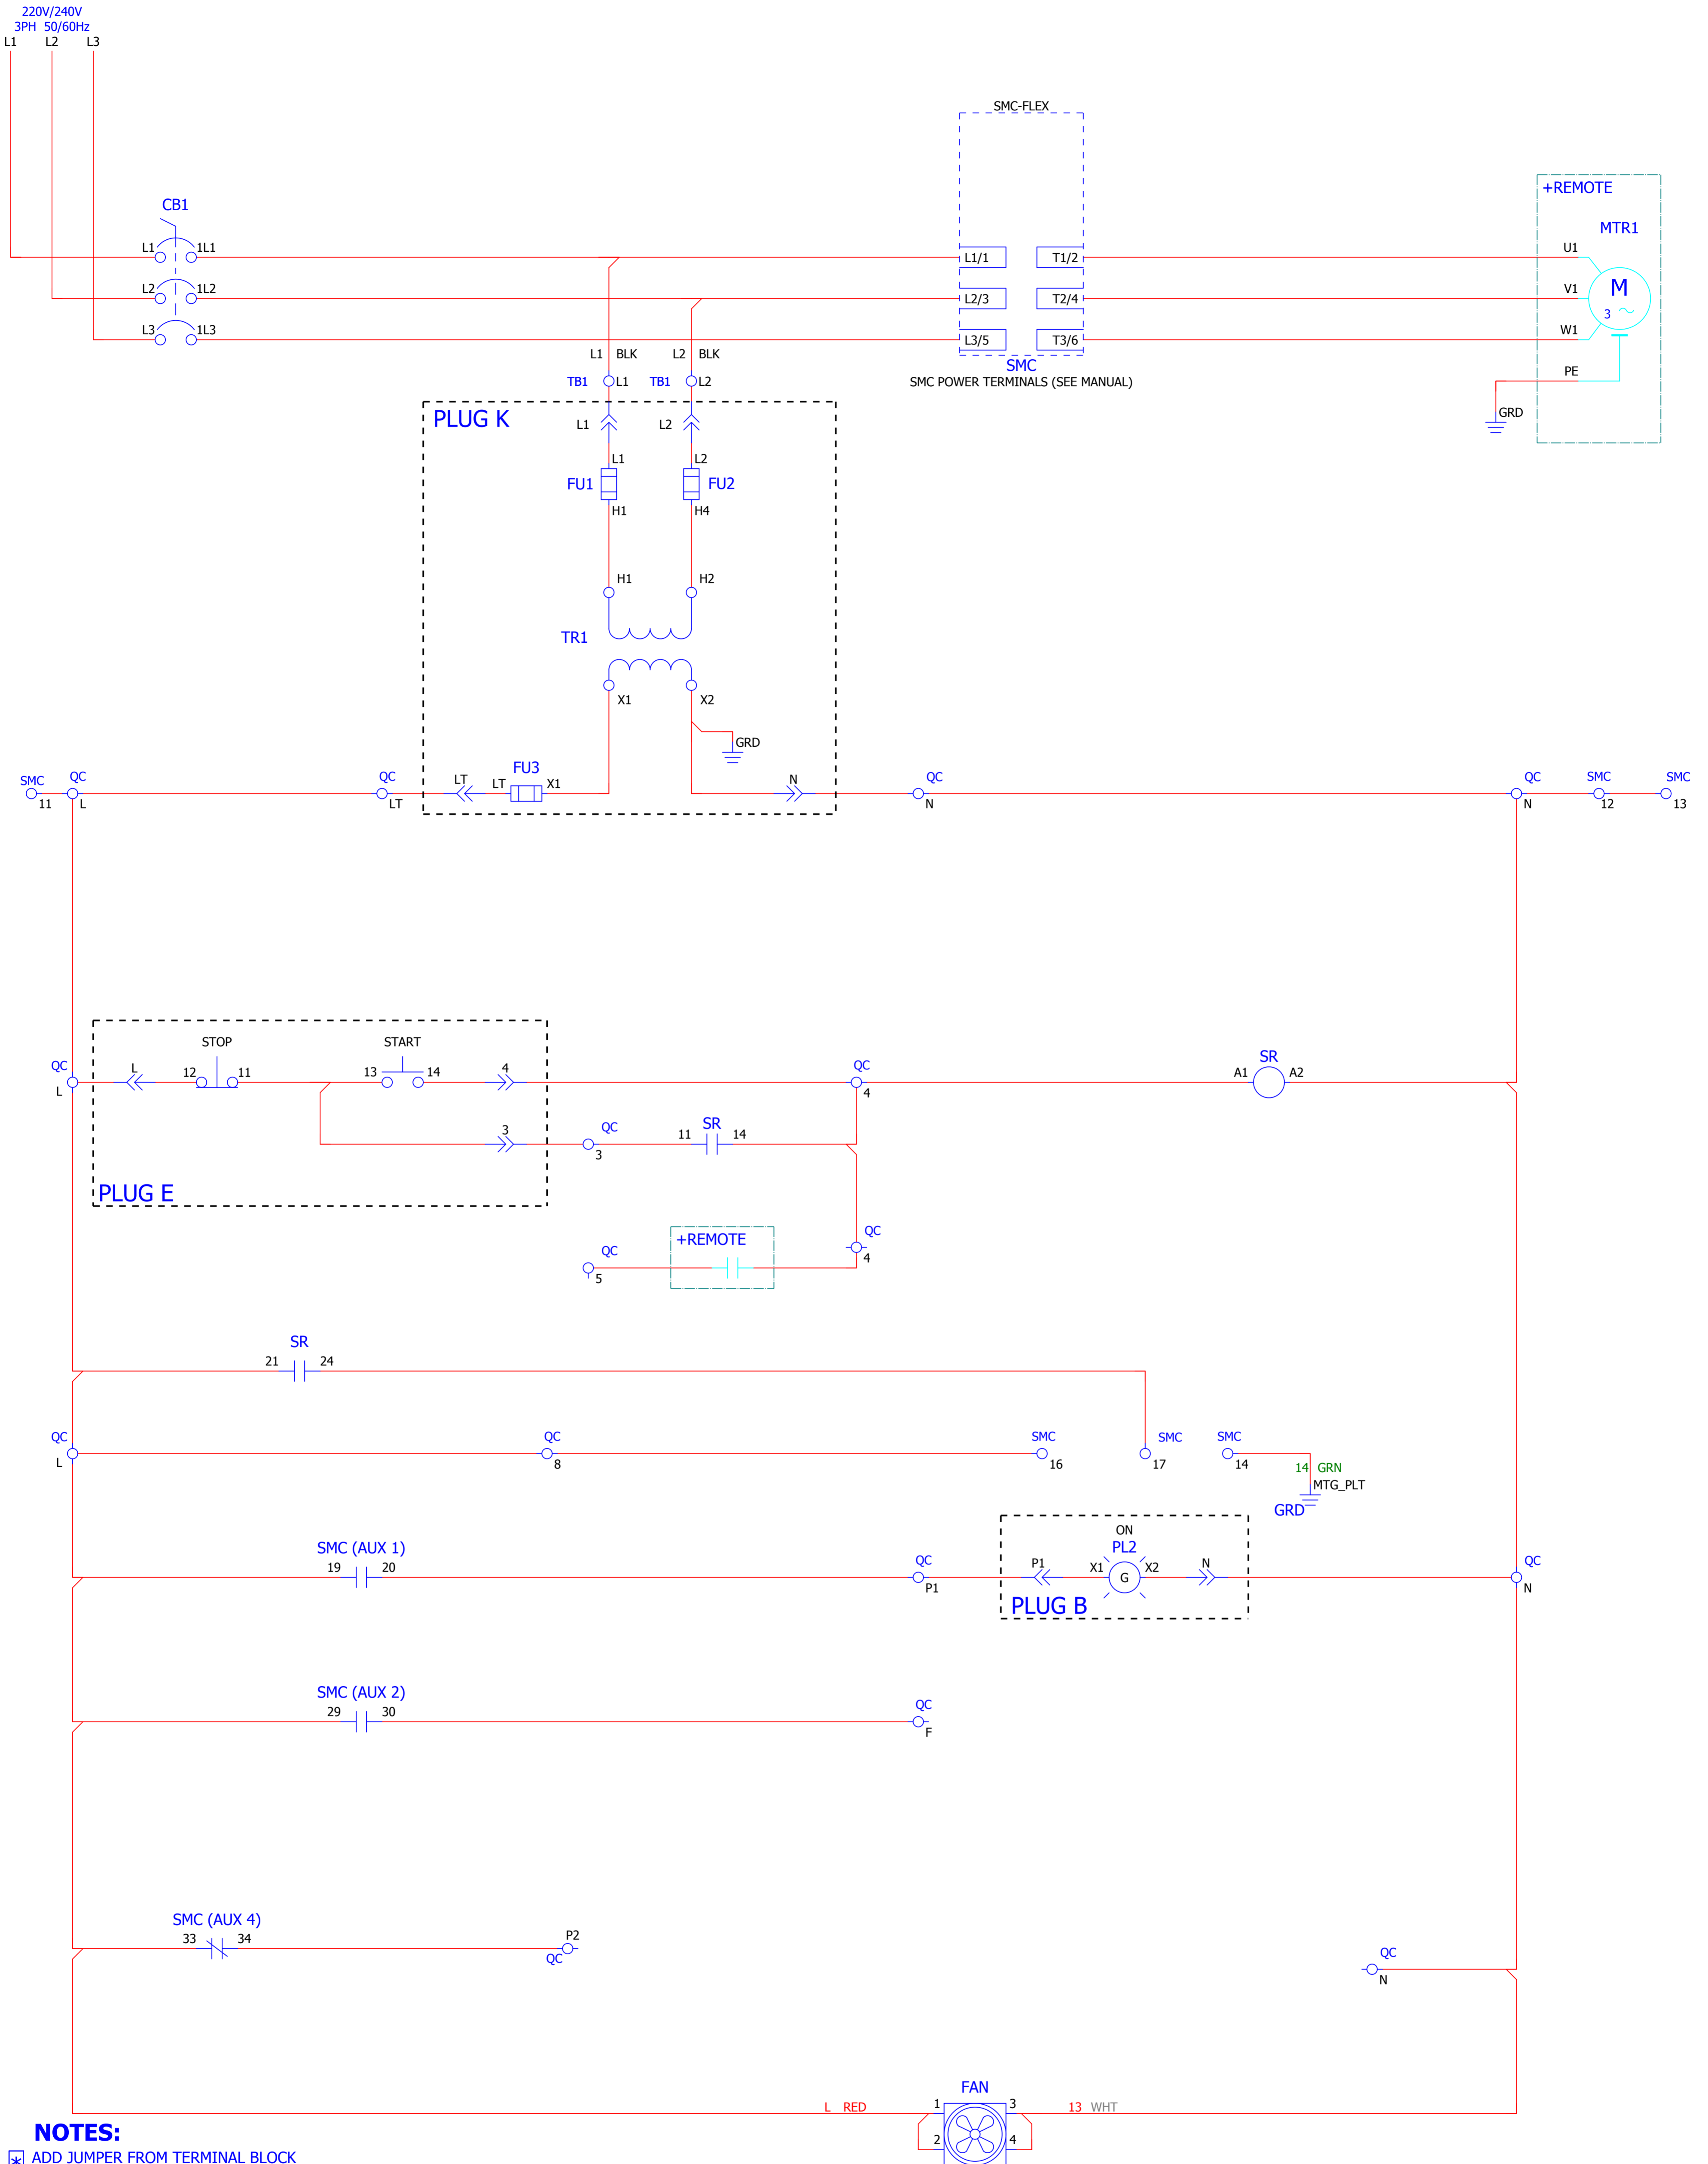 220V/240V
3PH 50/60Hz
L1 L2 L3
SMC-FLEX
+REMOTE
CB1
MTR1
L1 1L1 L1/1 T1/2 U1
L2 1L2 L2/3 T2/4 V1 M
3
L3 1L3 L3/5 T3/6 W1
L1 BLK L2 BLK
SMC
SMC POWER TERMINALS (SEE MANUAL)
PE
TB1 L1 TB1 L2
GRD
PLUG K
L1 L2
L1 L2
FU1 FU2
H1 H4
H1 H2
TR1
X1 X2
GRD
FU3
SMC QC QC LT LT X1 N QC QC SMC SMC
11 L LT N N 12 13
STOP START
QC L 12 11 13 14 4 QC SR
A1 A2
L 4
3 QC SR
11 14
3
PLUG E
+REMOTE
QC QC
5 4
SR
21 24
QC QC SMC SMC SMC
L 8 16 17 14
14 GRN
MTG_PLT
GRD
ON
SMC (AUX 1) PL2
19 20 QC P1 X1 G X2 N QC
P1 N
PLUG B
SMC (AUX 2)
29 30 QC
F
SMC (AUX 4)
33 34 P2
QC QC
N
FAN
L RED 1 3 13 WHT
2 4
NOTES:
* ADD JUMPER FROM TERMINAL BLOCK